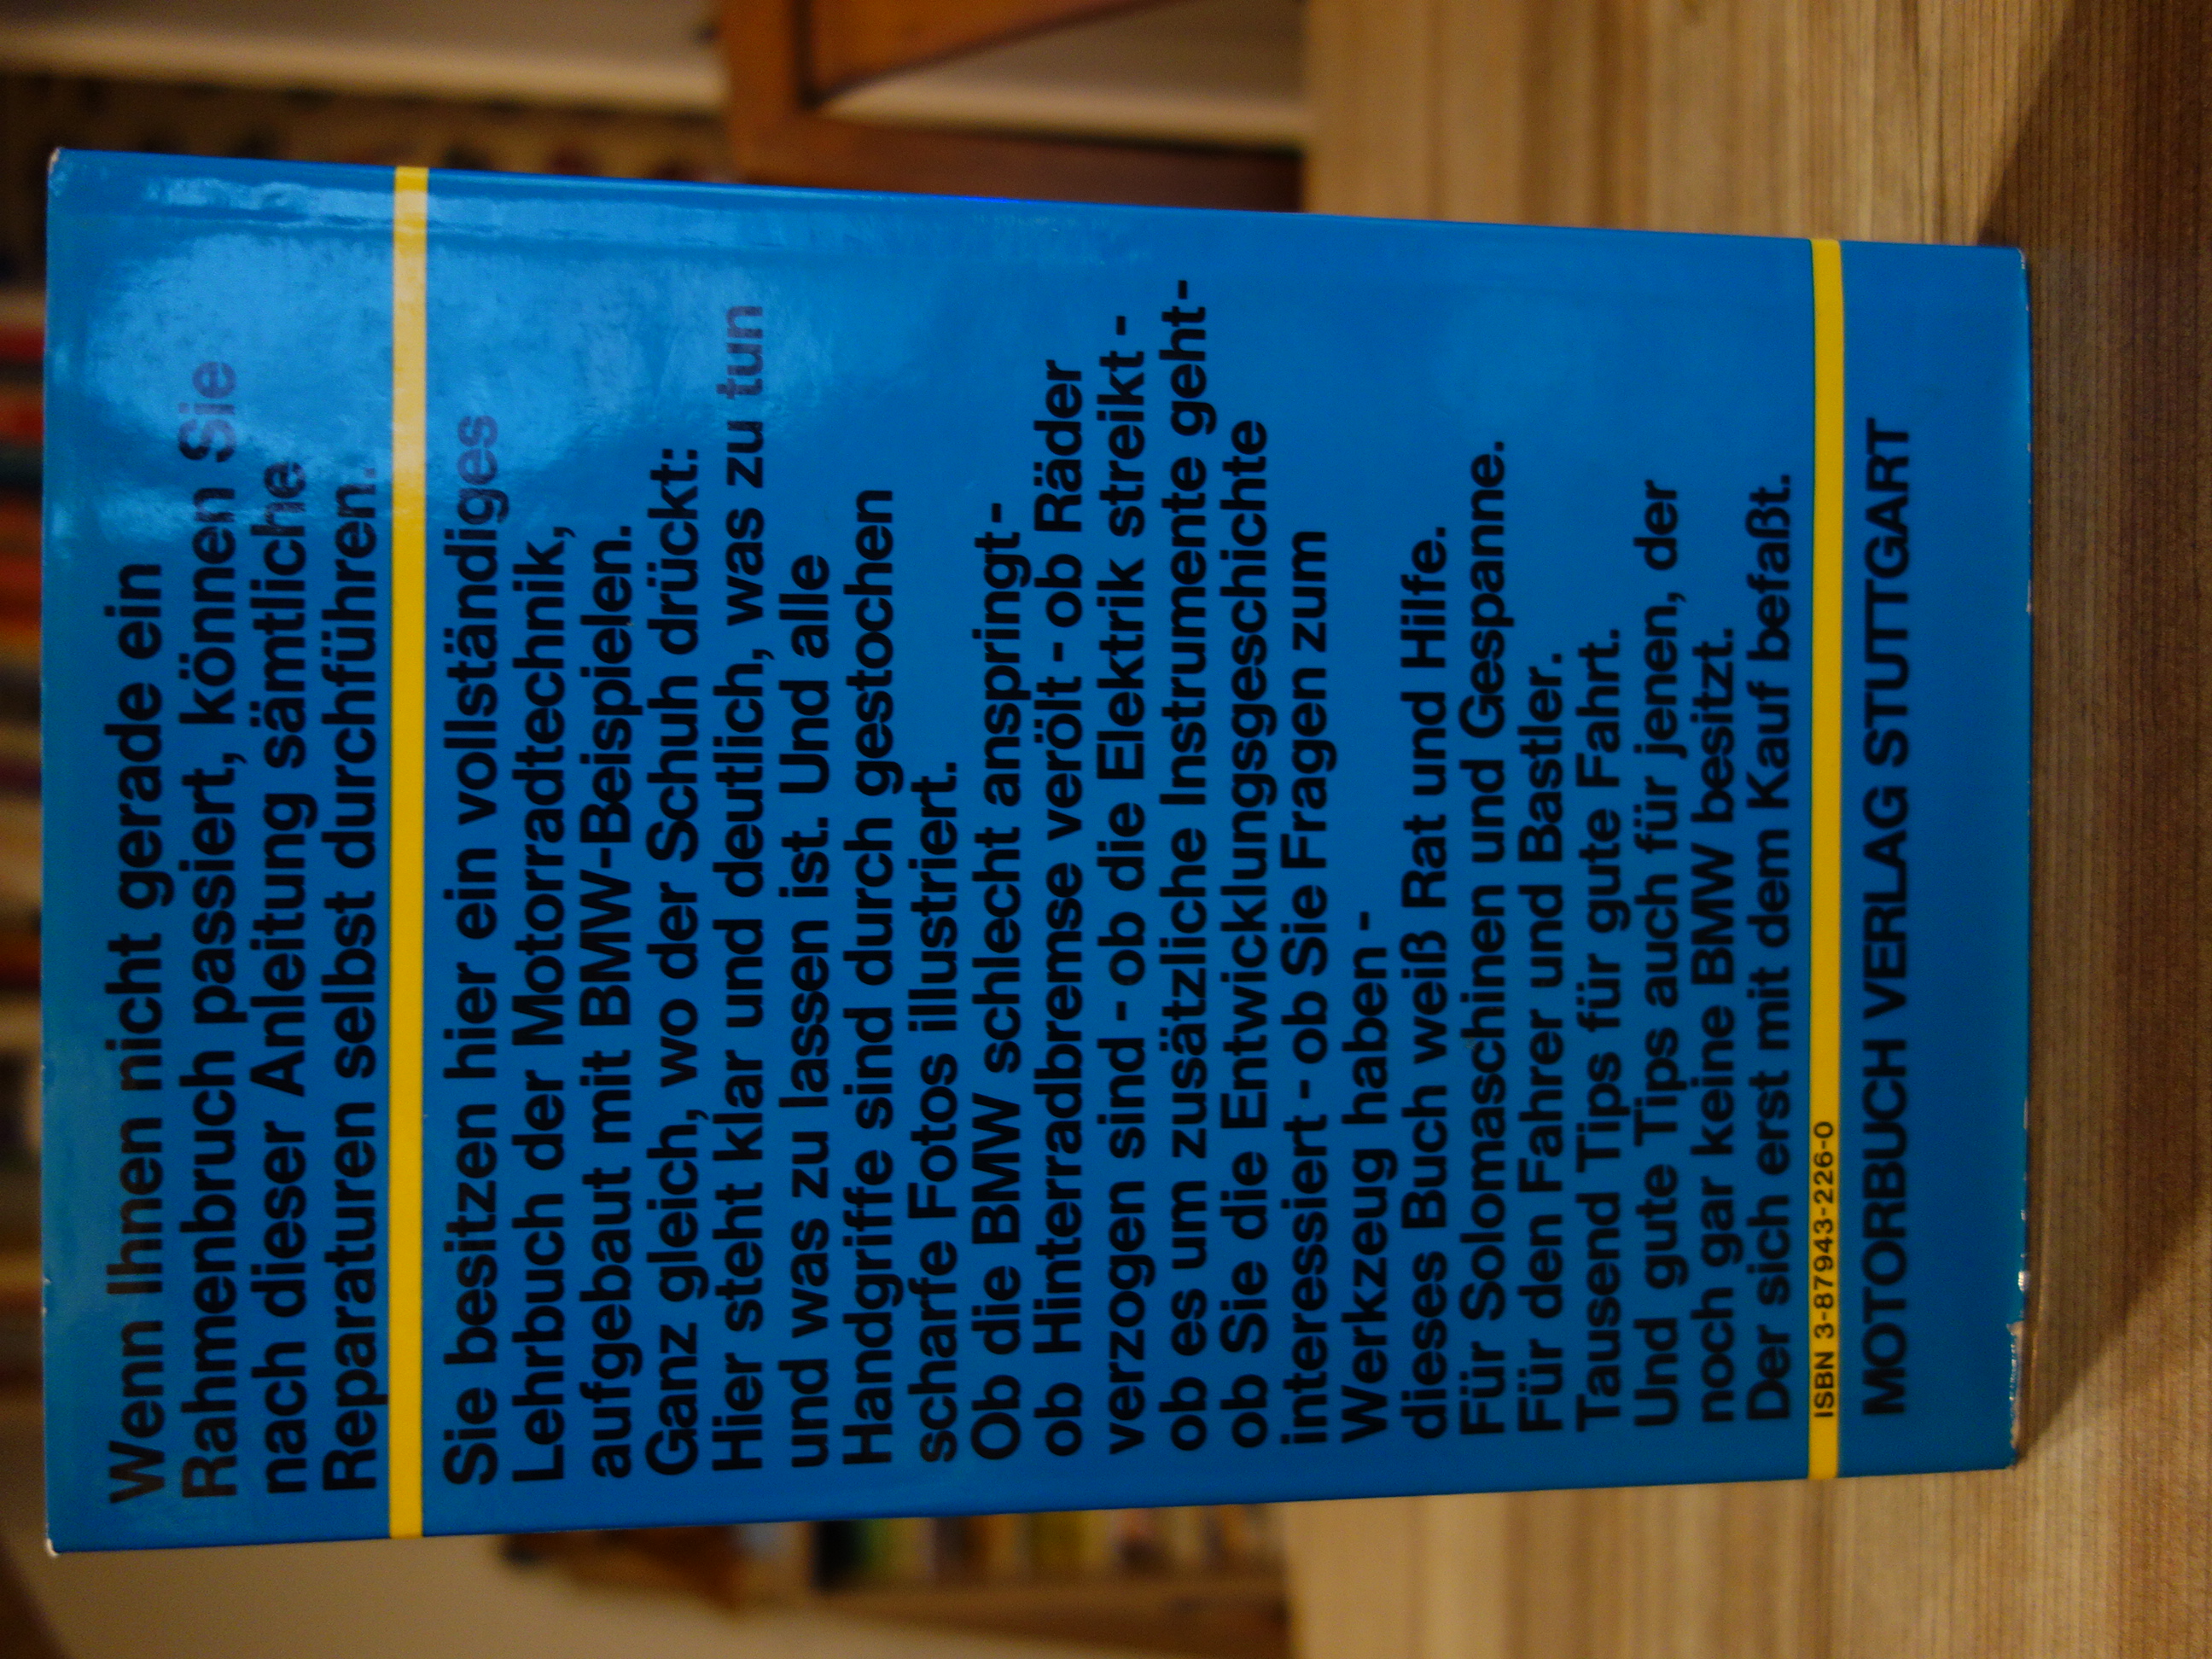 Wenn Ihnen nicht gerade ein
Rahmenbruch passiert, können Sie
nach dieser Anleitung sämtliche
Reparaturen selbst durchführen.
Sie besitzen hier ein vollständiges
Lehrbuch der Motorradtechnik,
aufgebaut mit BMW-Beispielen.
Ganz gleich, wo der Schuh drückt:
Hier steht klar und deutlich, was zu tun
und was zu lassen ist. Und alle
Handgriffe sind durch gestochen
scharfe Fotos illustriert.
Ob die BMW schlecht anspringt-
ob Hinterradbremse verölt - ob Räder
verzogen sind - ob die Elektrik streikt -
ob es um zusätzliche Instrumente geht-
ob Sie die Entwicklungsgeschichte
interessiert - ob Sie Fragen zum
Werkzeug haben -
dieses Buch weiß Rat und Hilfe.
Für Solomaschinen und Gespanne.
Für den Fahrer und Bastler.
Tausend Tips für gute Fahrt.
Und gute Tips auch für jenen, der
noch gar keine BMW besitzt.
Der sich erst mit dem Kauf befaßt.
ISBN 3-87943-226-0
MOTORBUCH VERLAG STUTTGART